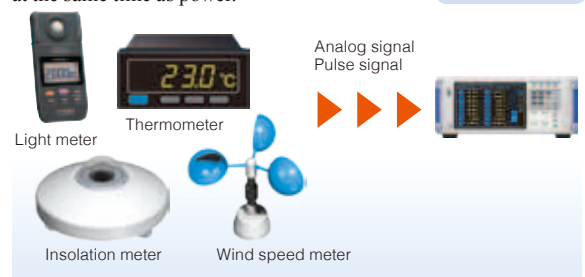 at the same time as power.
Analog signal
Pulse signal
23.0 °C
Thermometer
Light meter
Insolation meter
Wind speed meter